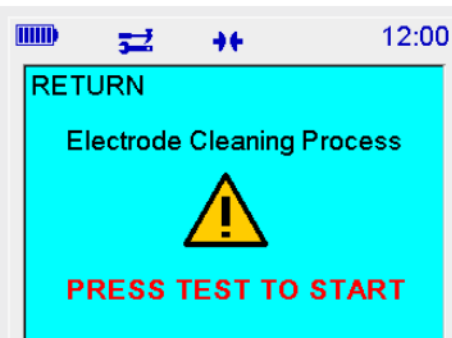 12:00
RETURN
Electrode Cleaning Process
PRESS TEST TO START